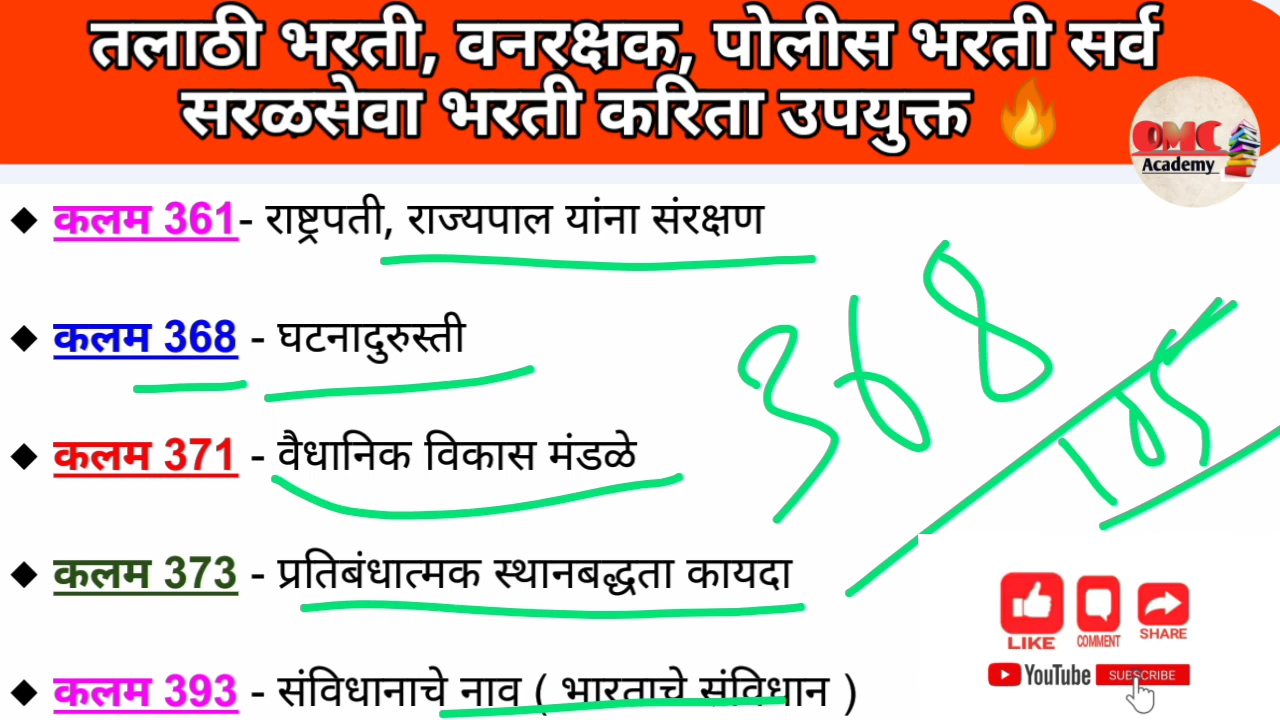 तलाठी भरती, वनरक्षक, पोलीस भरती सर्व
सरळसेवा भरती करिता उपयुक्त 🔥
OMC
Academy
◆ कलम 361- राष्ट्रपती, राज्यपाल यांना संरक्षण
◆ कलम 368 - घटनादुरुस्ती
◆ कलम 371 - वैधानिक विकास मंडळे
◆ कलम 373 - प्रतिबंधात्मक स्थानबद्धता कायदा
◆ कलम 393 - संविधानाचे नाव ( भारताचे संविधान )
368
105
LIKE COMMENT SHARE
YouTube SUBSCRIBE